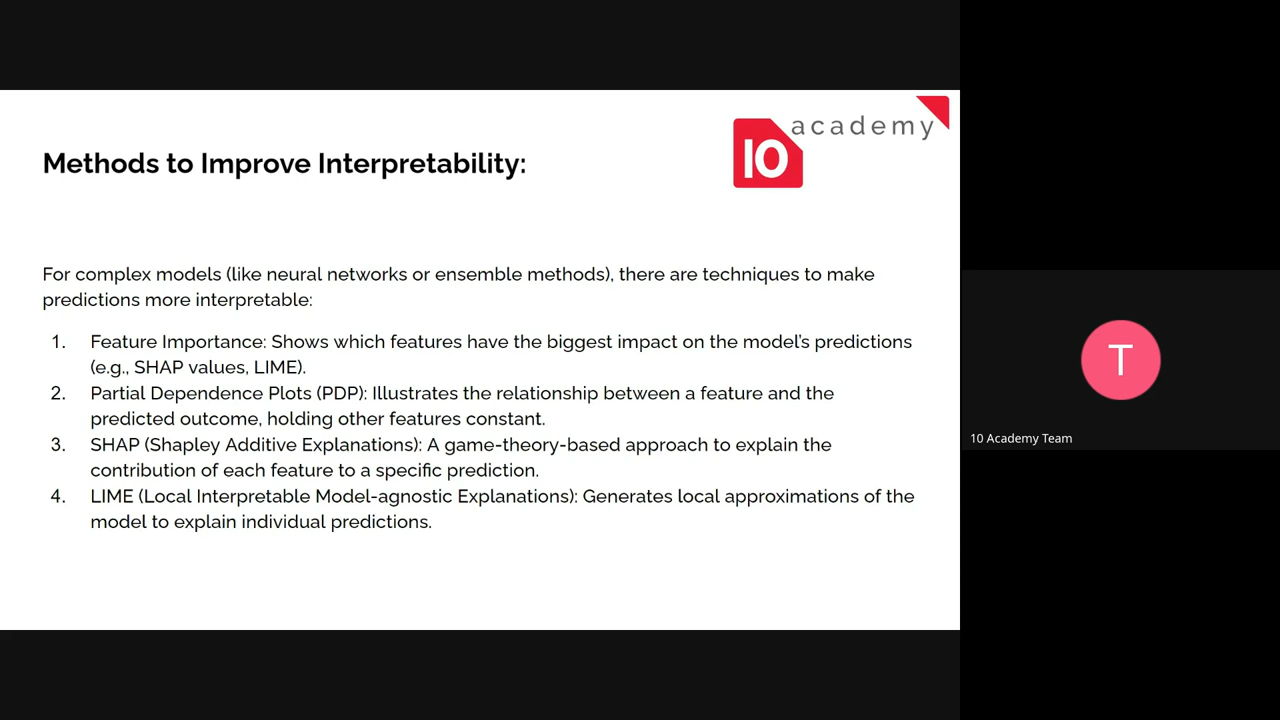 academy
10
Methods to Improve Interpretability:
For complex models (like neural networks or ensemble methods), there are techniques to make
predictions more interpretable:
1. Feature Importance: Shows which features have the biggest impact on the model's predictions
(e.g., SHAP values, LIME).
2. Partial Dependence Plots (PDP): Illustrates the relationship between a feature and the
predicted outcome, holding other features constant.
3. SHAP (Shapley Additive Explanations): A game-theory-based approach to explain the
contribution of each feature to a specific prediction.
4. LIME (Local Interpretable Model-agnostic Explanations): Generates local approximations of the
model to explain individual predictions.
T
10 Academy Team